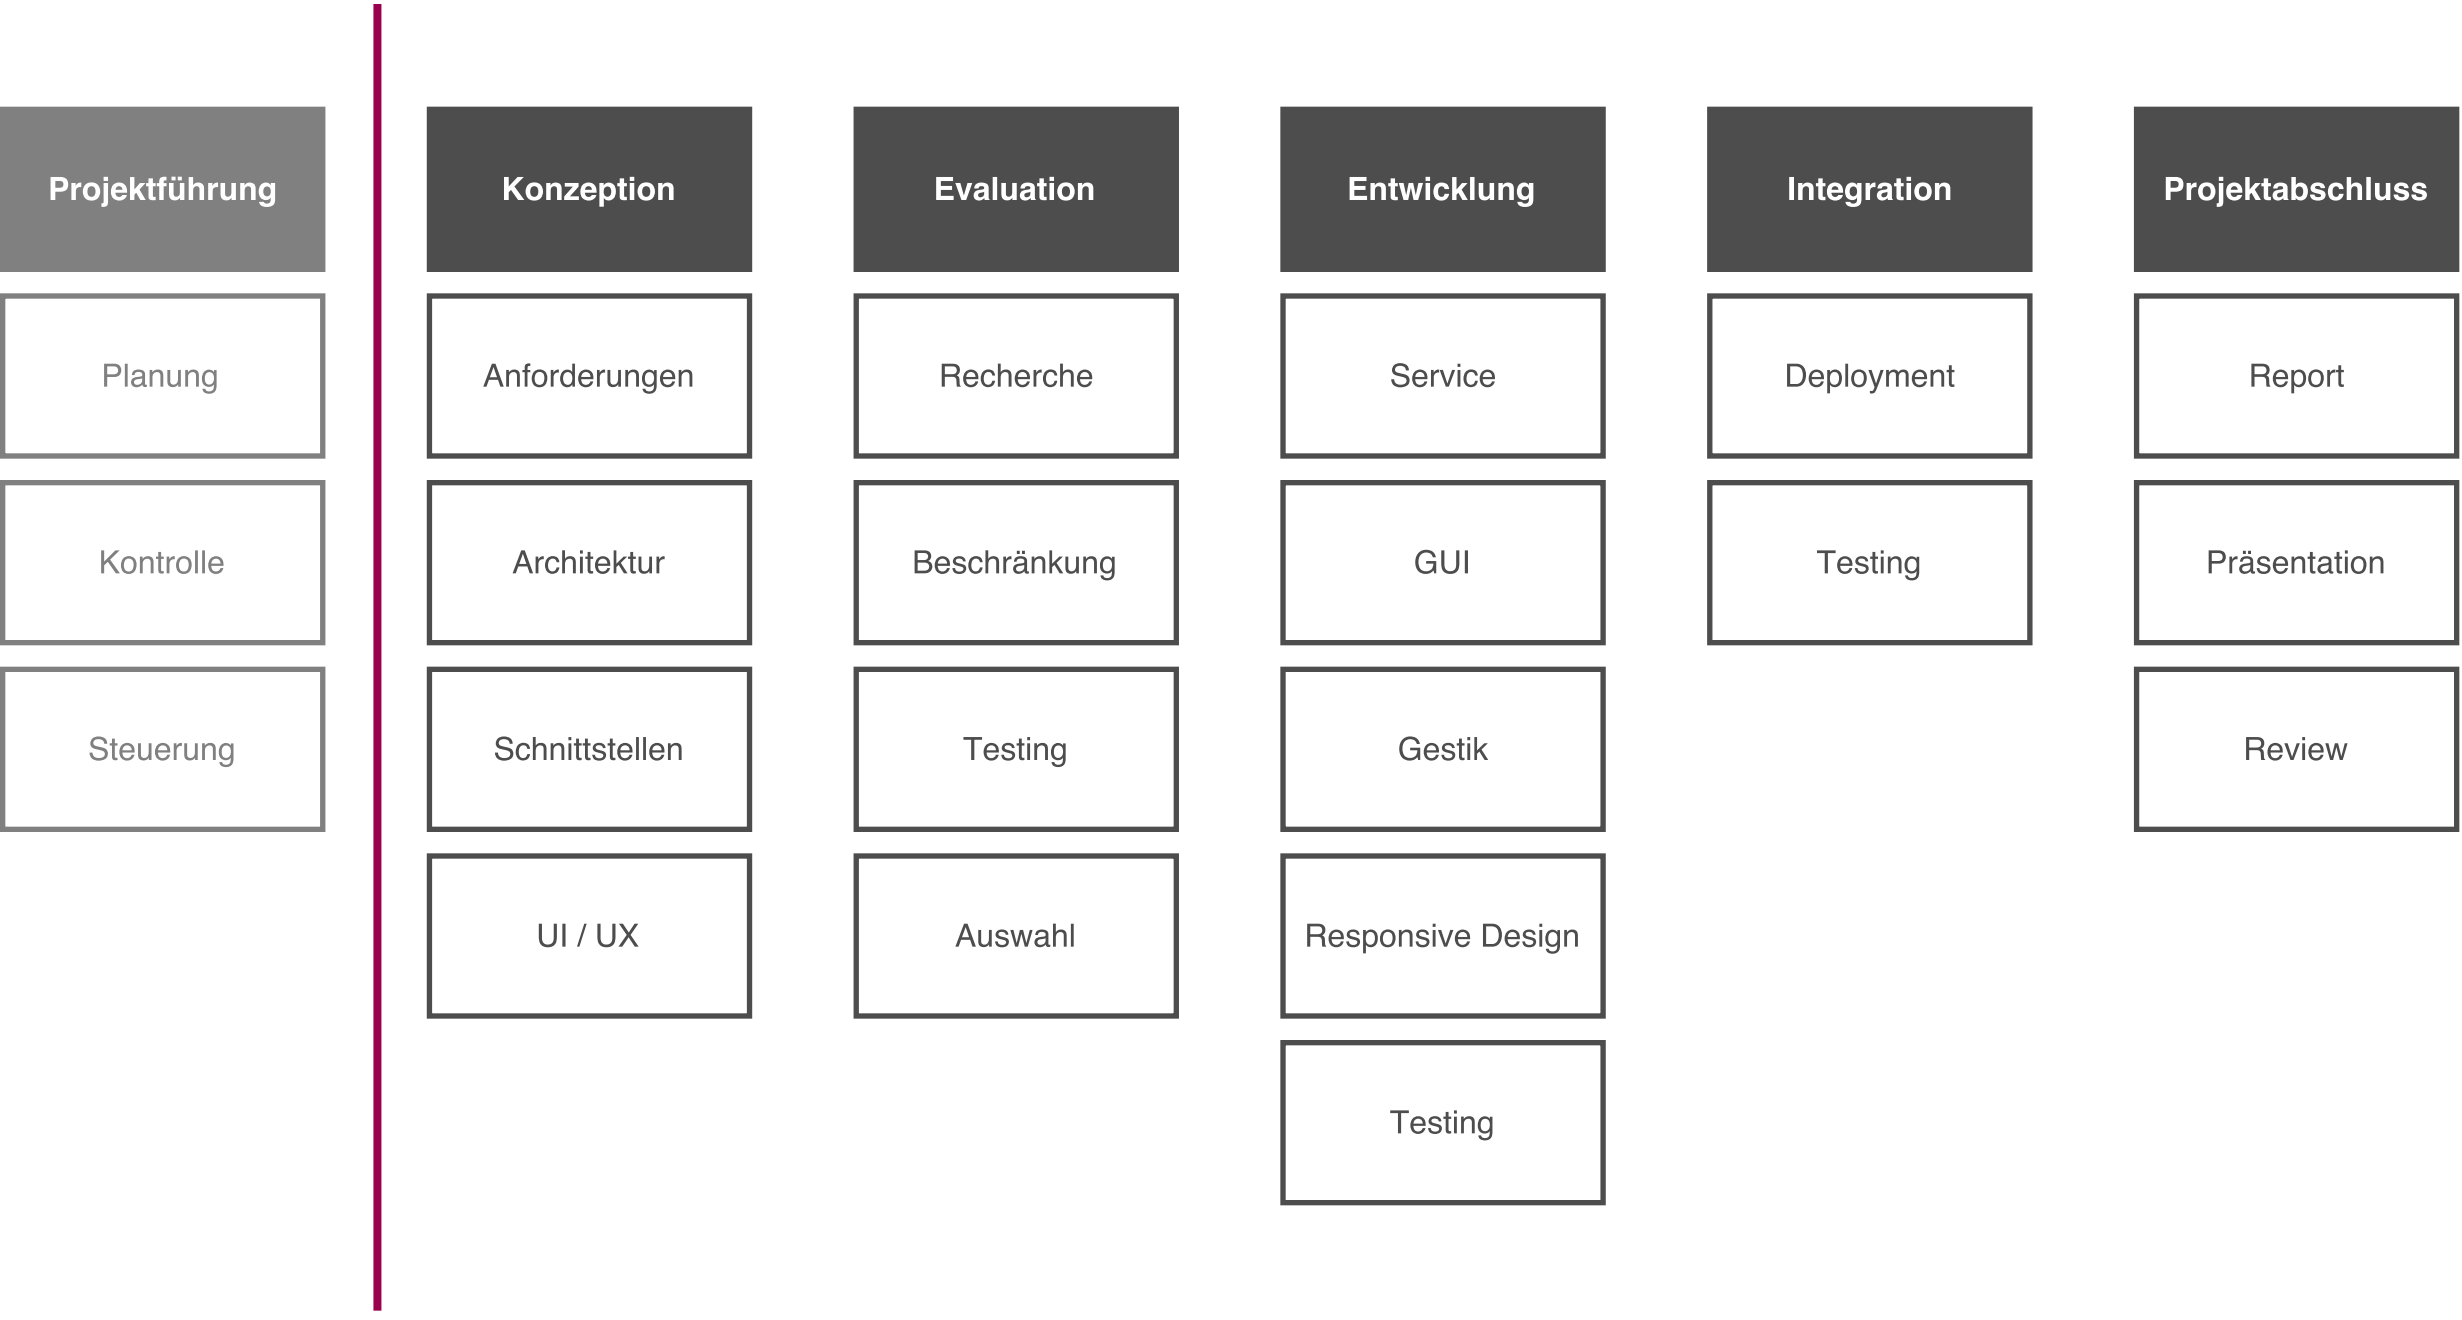 Projektführung
Planung
Kontrolle
Steuerung
Konzeption
Anforderungen
Architektur
Schnittstellen
UI / UX
Evaluation
Recherche
Beschränkung
Testing
Auswahl
Entwicklung
Service
GUI
Gestik
Responsive Design
Testing
Integration
Deployment
Testing
Projektabschluss
Report
Präsentation
Review